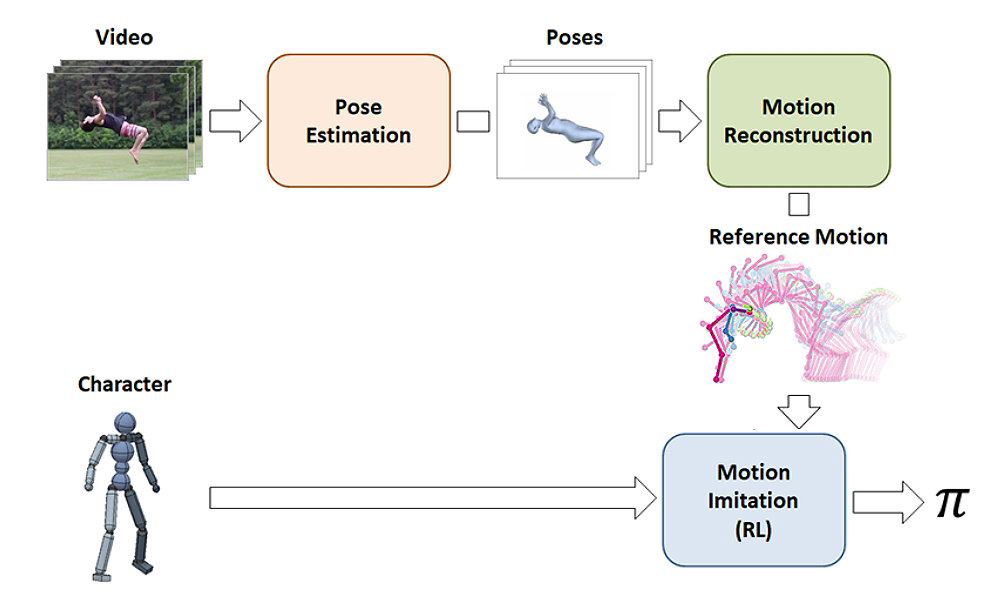 Video
Poses
Pose
Estimation
Motion
Reconstruction
Reference Motion
Character
Motion
Imitation
(RL)
π